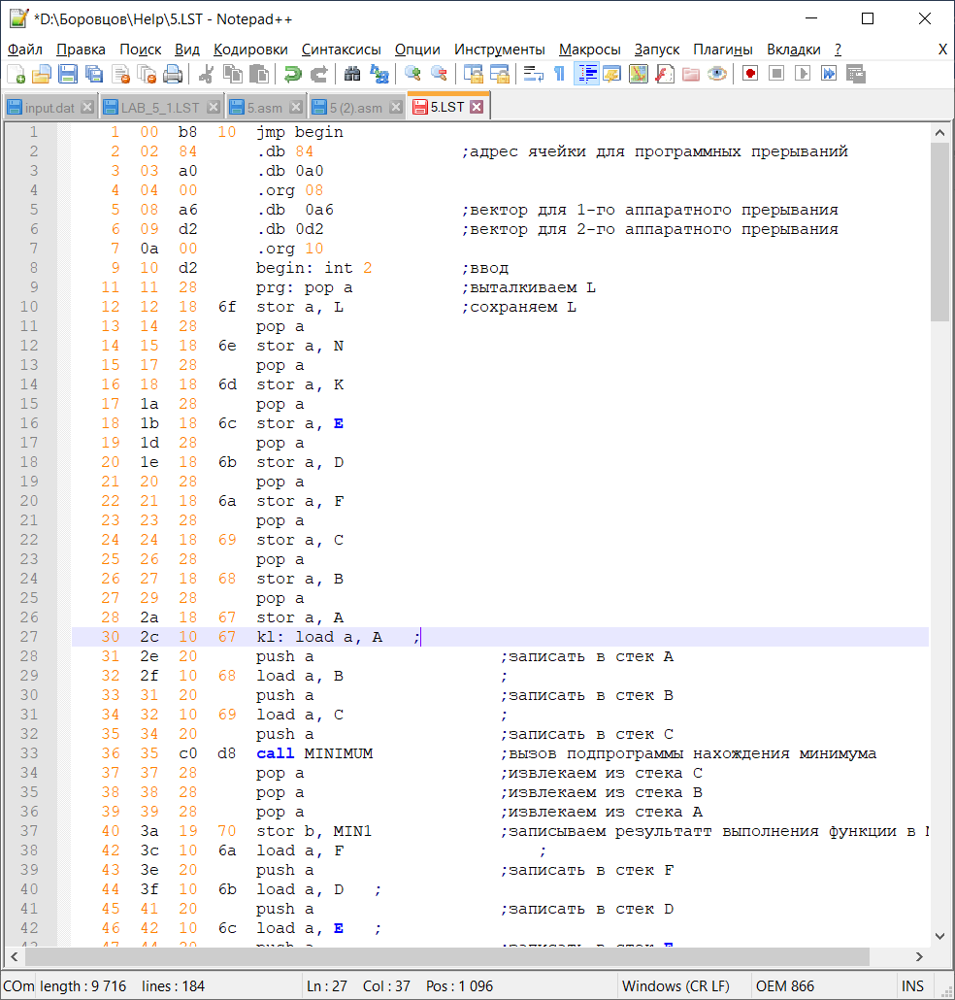 *D:\Боровцов\Help\5.LST - Notepad++
Файл Правка Поиск Вид Кодировки Синтаксисы Опции Инструменты Макросы Запуск Плагины Вкладки ? X
input.dat LAB_5_1.LST 5.asm 5 (2).asm 5.LST
1 1 00 b8 10 jmp begin
2 2 02 84 .db 84 ;адрес ячейки для программных прерываний
3 3 03 a0 .db 0a0
4 4 04 00 .org 08
5 5 08 a6 .db 0a6 ;вектор для 1-го аппаратного прерывания
6 6 09 d2 .db 0d2 ;вектор для 2-го аппаратного прерывания
7 7 0a 00 .org 10
8 9 10 d2 begin: int 2 ;ввод
9 11 11 28 prg: pop a ;выталкиваем L
10 12 12 18 6f stor a, L ;сохраняем L
11 13 14 28 pop a
12 14 15 18 6e stor a, N
13 15 17 28 pop a
14 16 18 18 6d stor a, K
15 17 1a 28 pop a
16 18 1b 18 6c stor a, E
17 19 1d 28 pop a
18 20 1e 18 6b stor a, D
19 21 20 28 pop a
20 22 21 18 6a stor a, F
21 23 23 28 pop a
22 24 24 18 69 stor a, C
23 25 26 28 pop a
24 26 27 18 68 stor a, B
25 27 29 28 pop a
26 28 2a 18 67 stor a, A
27 30 2c 10 67 kl: load a, A ;
28 31 2e 20 push a ;записать в стек A
29 32 2f 10 68 load a, B ;
30 33 31 20 push a ;записать в стек B
31 34 32 10 69 load a, C ;
32 35 34 20 push a ;записать в стек C
33 36 35 c0 d8 call MINIMUM ;вызов подпрограммы нахождения минимума
34 37 37 28 pop a ;извлекаем из стека C
35 38 38 28 pop a ;извлекаем из стека B
36 39 39 28 pop a ;извлекаем из стека A
37 40 3a 19 70 stor b, MIN1 ;записываем результатт выполнения функции в
38 42 3c 10 6a load a, F ;
39 43 3e 20 push a ;записать в стек F
40 44 3f 10 6b load a, D ;
41 45 41 20 push a ;записать в стек D
42 46 42 10 6c load a, E ;
43 47 44 20 push a ;записать в стек E
COm length : 9 716 lines : 184 Ln : 27 Col : 37 Pos : 1 096 Windows (CR LF) OEM 866 INS